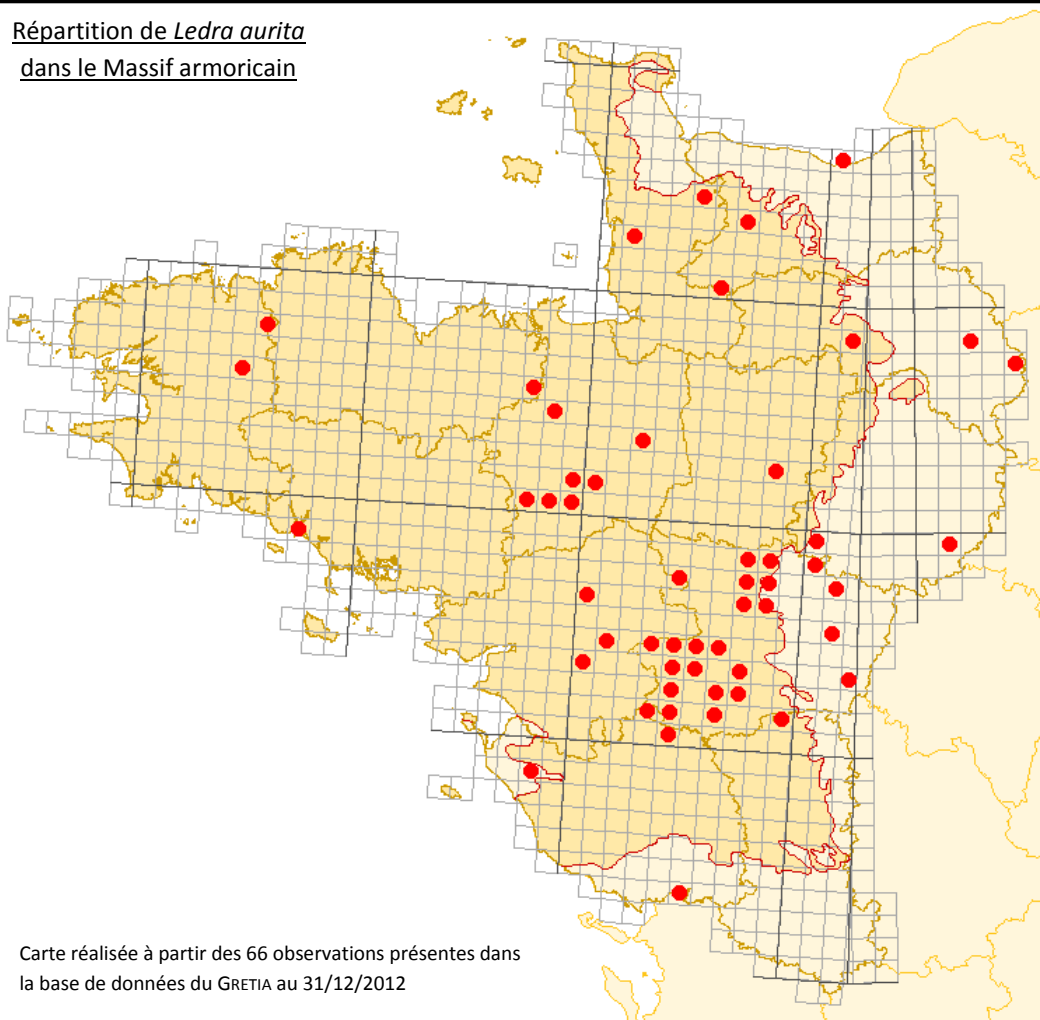 Répartition de Ledra aurita
dans le Massif armoricain
Carte réalisée à partir des 66 observations présentes dans
la base de données du GRETIA au 31/12/2012